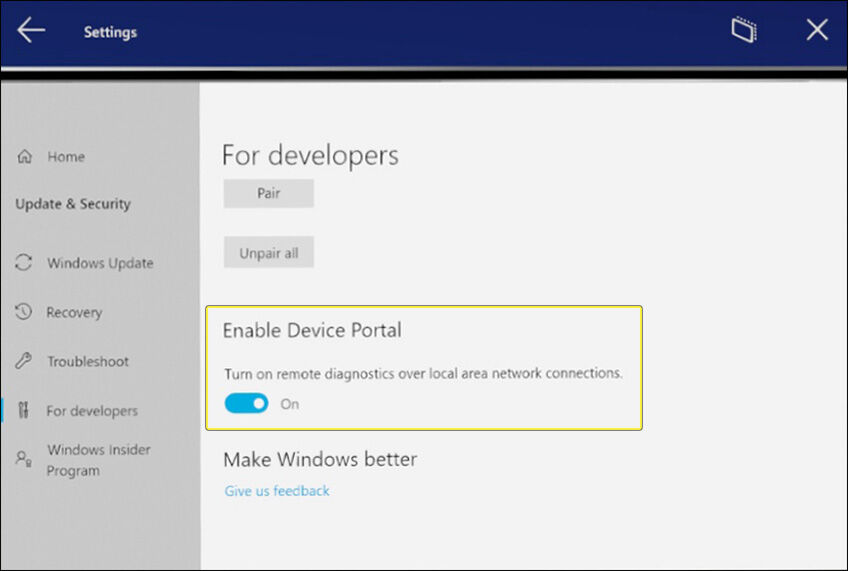 Settings
Home
Update & Security
Windows Update
Recovery
Troubleshoot
For developers
Windows Insider
Program
For developers
Pair
Unpair all
Enable Device Portal
Turn on remote diagnostics over local area network connections.
On
Make Windows better
Give us feedback